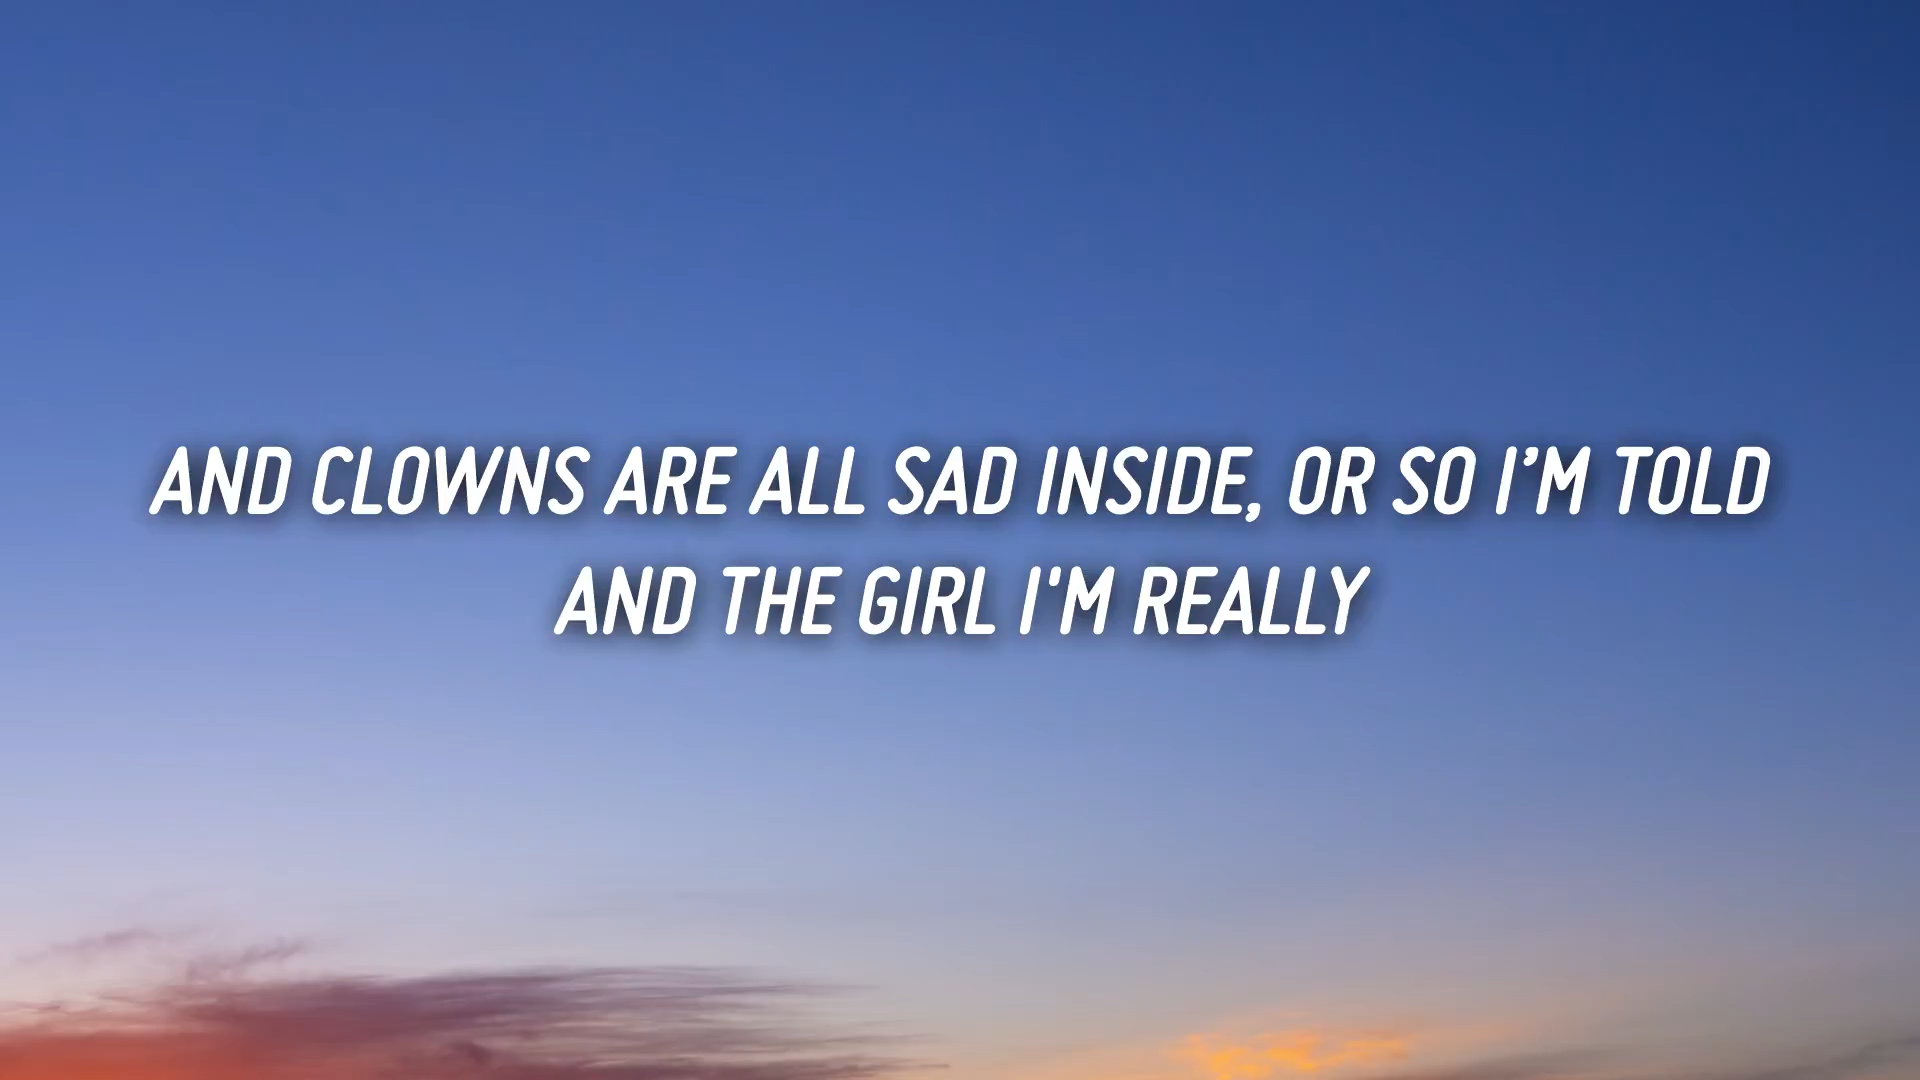 AND CLOWNS ARE ALL SAD INSIDE, OR SO I’M TOLD
AND THE GIRL I'M REALLY